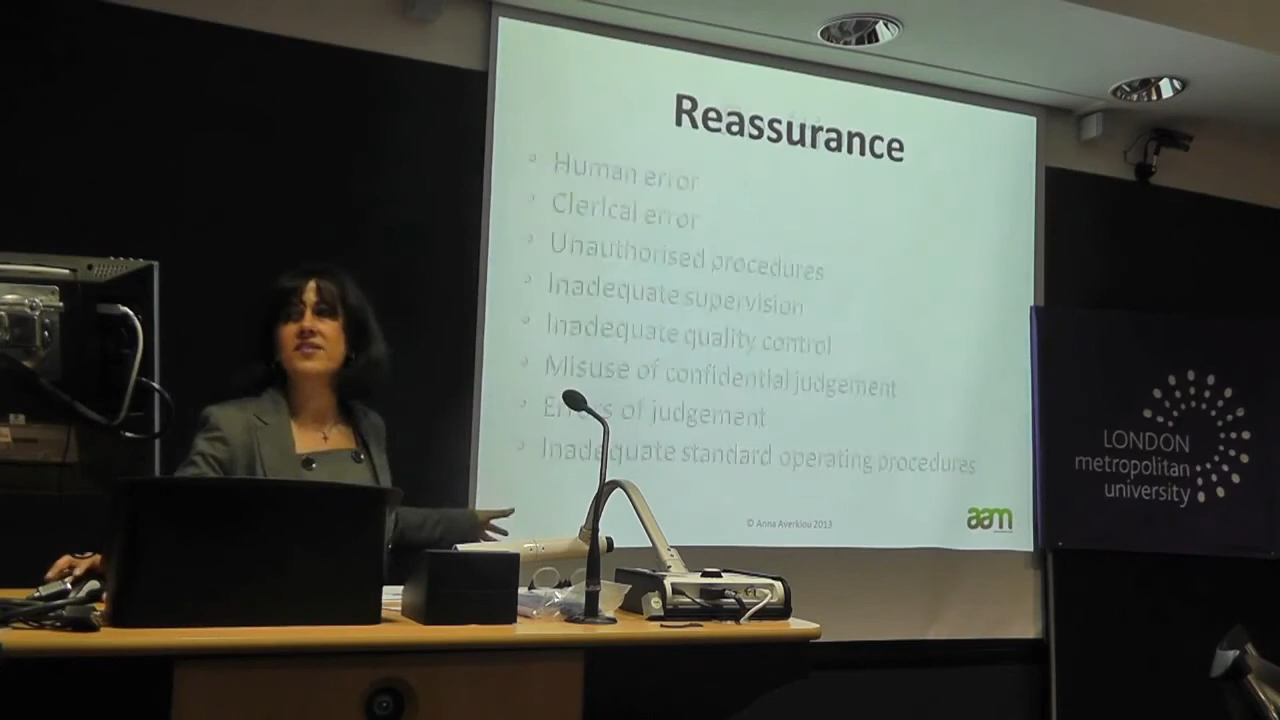 Reassurance
• Human error
• Clerical error
• Unauthorised procedures
• Inadequate supervision
• Inadequate quality control
• Misuse of confidential judgement
• Errors of judgement
• Inadequate standard operating procedures
© Anna Averkiou 2013
aam
LONDON
metropolitan
university